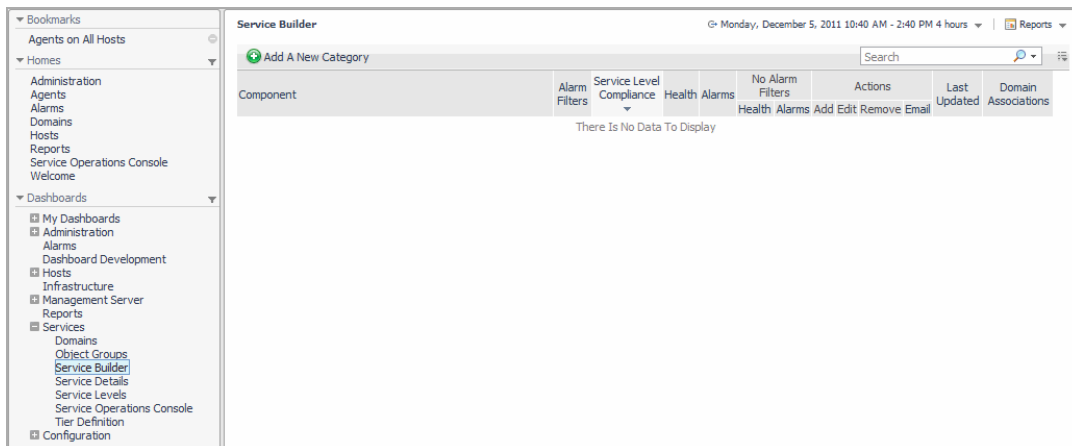 Bookmarks
Agents on All Hosts
Homes
Administration
Agents
Alarms
Domains
Hosts
Reports
Service Operations Console
Welcome
Dashboards
My Dashboards
Administration
Alarms
Dashboard Development
Hosts
Infrastructure
Management Server
Reports
Services
Domains
Object Groups
Service Builder
Service Details
Service Levels
Service Operations Console
Tier Definition
Configuration
Service Builder
Monday, December 5, 2011 10:40 AM - 2:40 PM 4 hours
Reports
Add A New Category
Search
Component
Alarm Filters
Service Level Compliance
Health
Alarms
No Alarm Filters
Health Alarms
Actions
Add Edit Remove Email
Last Updated
Domain Associations
There Is No Data To Display